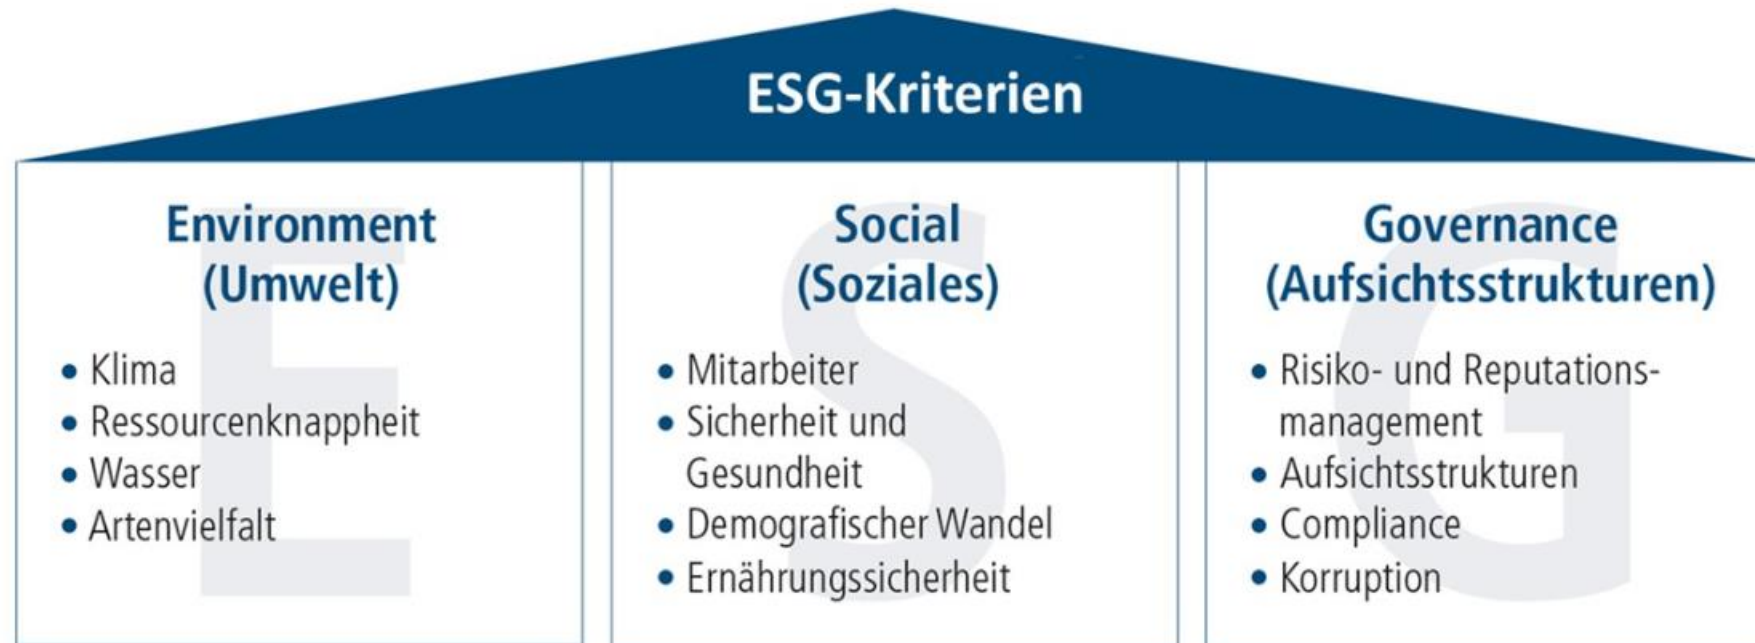 ESG-Kriterien
E
Environment
(Umwelt)
• Klima
• Ressourcenknappheit
• Wasser
• Artenvielfalt
S
Social
(Soziales)
• Mitarbeiter
• Sicherheit und
Gesundheit
• Demografischer Wandel
• Ernährungssicherheit
G
Governance
(Aufsichtsstrukturen)
• Risiko- und Reputations-
management
• Aufsichtsstrukturen
• Compliance
• Korruption